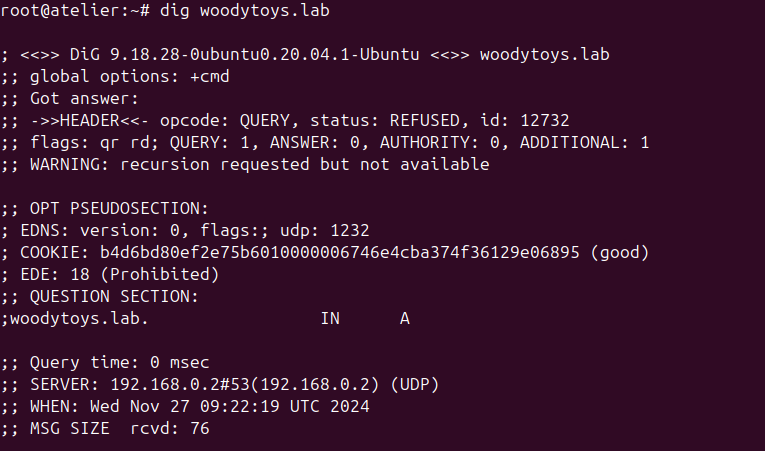 root@atelier:~# dig woodytoys.lab
; <<>> DiG 9.18.28-0ubuntu0.20.04.1-Ubuntu <<>> woodytoys.lab
;; global options: +cmd
;; Got answer:
;; ->>HEADER<<- opcode: QUERY, status: REFUSED, id: 12732
;; flags: qr rd; QUERY: 1, ANSWER: 0, AUTHORITY: 0, ADDITIONAL: 1
;; WARNING: recursion requested but not available
;; OPT PSEUDOSECTION:
; EDNS: version: 0, flags:; udp: 1232
; COOKIE: b4d6bd80ef2e75b6010000006746e4cba374f36129e06895 (good)
; EDE: 18 (Prohibited)
;; QUESTION SECTION:
;woodytoys.lab. IN A
;; Query time: 0 msec
;; SERVER: 192.168.0.2#53(192.168.0.2) (UDP)
;; WHEN: Wed Nov 27 09:22:19 UTC 2024
;; MSG SIZE rcvd: 76